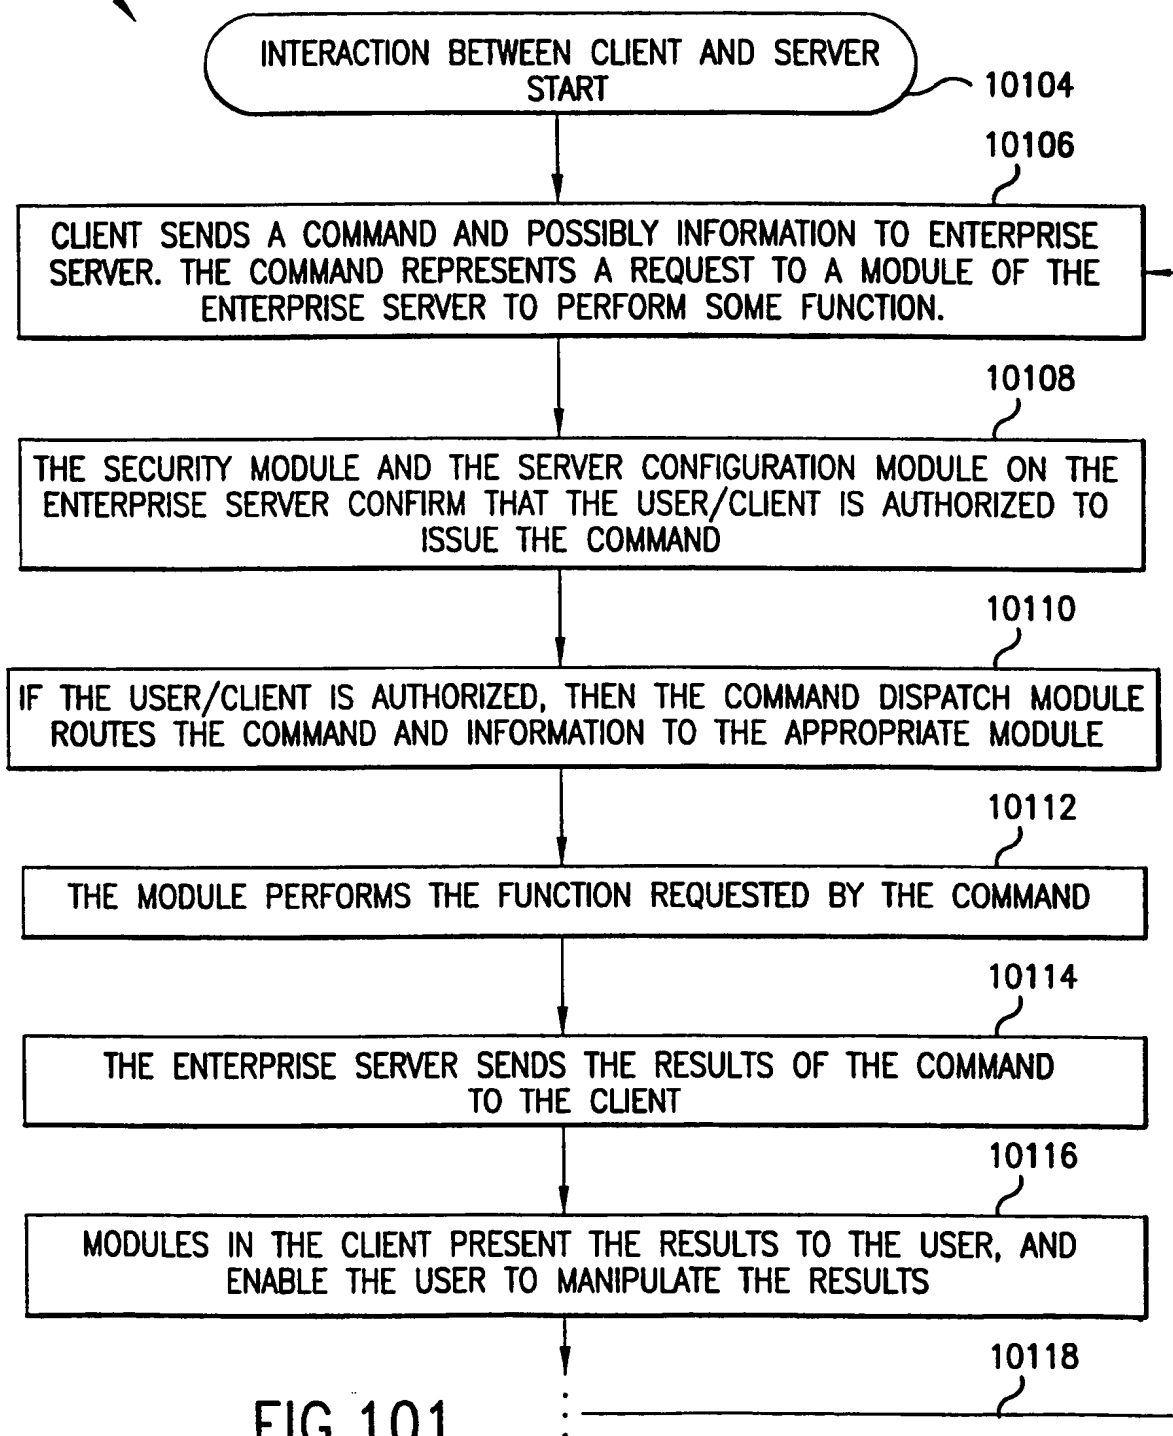 INTERACTION BETWEEN CLIENT AND SERVER
START
10104
10106
CLIENT SENDS A COMMAND AND POSSIBLY INFORMATION TO ENTERPRISE
SERVER. THE COMMAND REPRESENTS A REQUEST TO A MODULE OF THE
ENTERPRISE SERVER TO PERFORM SOME FUNCTION.
10108
THE SECURITY MODULE AND THE SERVER CONFIGURATION MODULE ON THE
ENTERPRISE SERVER CONFIRM THAT THE USER/CLIENT IS AUTHORIZED TO
ISSUE THE COMMAND
10110
IF THE USER/CLIENT IS AUTHORIZED, THEN THE COMMAND DISPATCH MODULE
ROUTES THE COMMAND AND INFORMATION TO THE APPROPRIATE MODULE
10112
THE MODULE PERFORMS THE FUNCTION REQUESTED BY THE COMMAND
10114
THE ENTERPRISE SERVER SENDS THE RESULTS OF THE COMMAND
TO THE CLIENT
10116
MODULES IN THE CLIENT PRESENT THE RESULTS TO THE USER, AND
ENABLE THE USER TO MANIPULATE THE RESULTS
10118
FIG 101